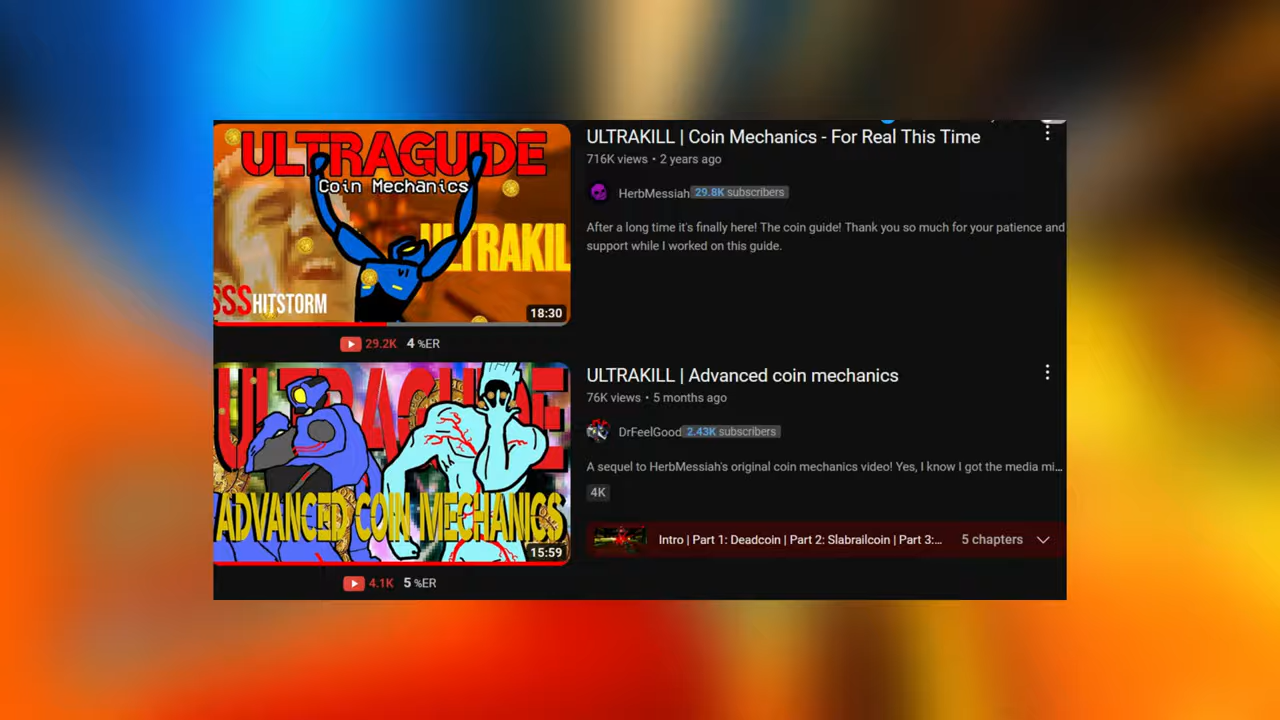 ULTRAGUIDE
Coin Mechanics
ULTRAKIL
V1
SSSHITSTORM
18:30
29.2K 4 %ER
ULTRAKILL | Coin Mechanics - For Real This Time
716K views • 2 years ago
HerbMessiah 29.8K subscribers
After a long time it's finally here! The coin guide! Thank you so much for your patience and
support while I worked on this guide.
ULTRAGUIDE
ADVANCED COIN MECHANICS
15:59
4.1K 5 %ER
ULTRAKILL | Advanced coin mechanics
76K views • 5 months ago
DrFeelGood 2.43K subscribers
A sequel to HerbMessiah's original coin mechanics video! Yes, I know I got the media mi...
4K
Intro | Part 1: Deadcoin | Part 2: Slabrailcoin | Part 3:... 5 chapters